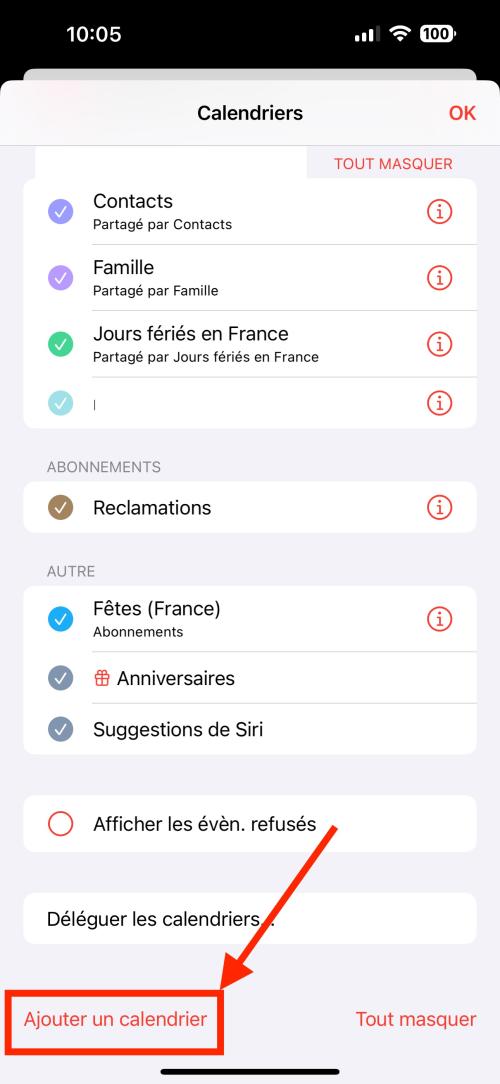 10:05
100
Calendriers
OK
TOUT MASQUER
Contacts
Partagé par Contacts
Famille
Partagé par Famille
Jours fériés en France
Partagé par Jours fériés en France
ABONNEMENTS
Reclamations
AUTRE
Fêtes (France)
Abonnements
Anniversaires
Suggestions de Siri
Afficher les évèn. refusés
Déléguer les calendriers...
Ajouter un calendrier
Tout masquer